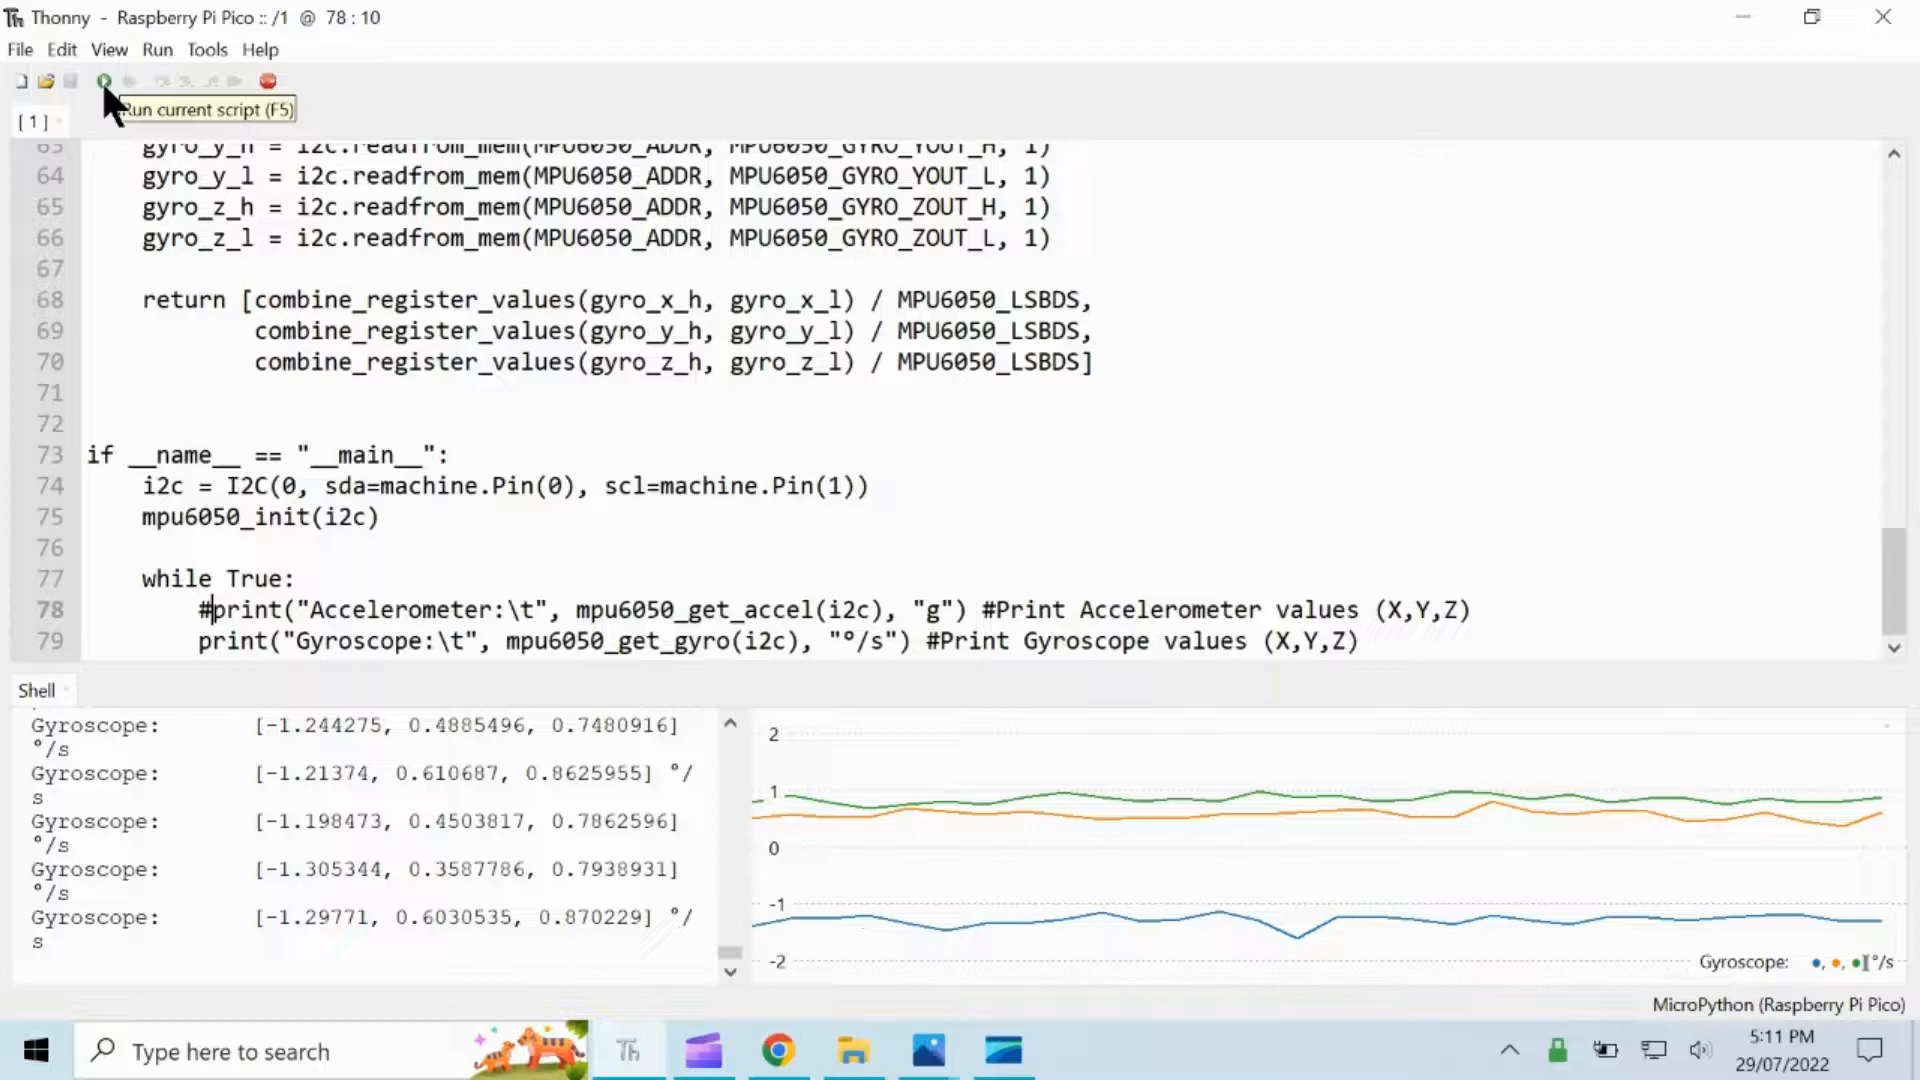 Thonny - Raspberry Pi Pico :: /1 @ 78 : 10
File Edit View Run Tools Help
Run current script (F5)
[ 1 ]
63 gyro_y_h = i2c.readfrom_mem(MPU6050_ADDR, MPU6050_GYRO_YOUT_H, 1)
64 gyro_y_l = i2c.readfrom_mem(MPU6050_ADDR, MPU6050_GYRO_YOUT_L, 1)
65 gyro_z_h = i2c.readfrom_mem(MPU6050_ADDR, MPU6050_GYRO_ZOUT_H, 1)
66 gyro_z_l = i2c.readfrom_mem(MPU6050_ADDR, MPU6050_GYRO_ZOUT_L, 1)
67
68 return [combine_register_values(gyro_x_h, gyro_x_l) / MPU6050_LSBDS,
69 combine_register_values(gyro_y_h, gyro_y_l) / MPU6050_LSBDS,
70 combine_register_values(gyro_z_h, gyro_z_l) / MPU6050_LSBDS]
71
72
73 if __name__ == "__main__":
74 i2c = I2C(0, sda=machine.Pin(0), scl=machine.Pin(1))
75 mpu6050_init(i2c)
76
77 while True:
78 #print("Accelerometer:\t", mpu6050_get_accel(i2c), "g") #Print Accelerometer values (X,Y,Z)
79 print("Gyroscope:\t", mpu6050_get_gyro(i2c), "°/s") #Print Gyroscope values (X,Y,Z)
Shell
Gyroscope: [-1.244275, 0.4885496, 0.7480916]
°/s
Gyroscope: [-1.21374, 0.610687, 0.8625955] °/
s
Gyroscope: [-1.198473, 0.4503817, 0.7862596]
°/s
Gyroscope: [-1.305344, 0.3587786, 0.7938931]
°/s
Gyroscope: [-1.29771, 0.6030535, 0.870229] °/
s
2
1
0
-1
-2
Gyroscope: , , °/s
MicroPython (Raspberry Pi Pico)
Type here to search
Th
5:11 PM
29/07/2022